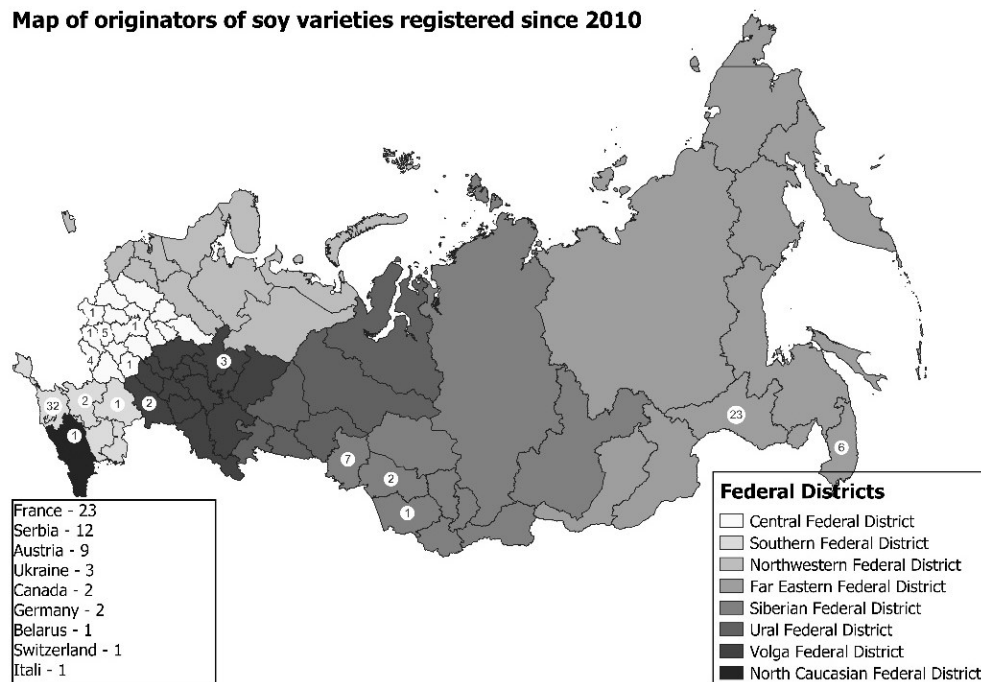 Map of originators of soy varieties registered since 2010
1
1 5 1
4 1
3
32 2 1 2
1
7
2
1
23
6
France - 23
Serbia - 12
Austria - 9
Ukraine - 3
Canada - 2
Germany - 2
Belarus - 1
Switzerland - 1
Itali - 1
Federal Districts
Central Federal District
Southern Federal District
Northwestern Federal District
Far Eastern Federal District
Siberian Federal District
Ural Federal District
Volga Federal District
North Caucasian Federal District